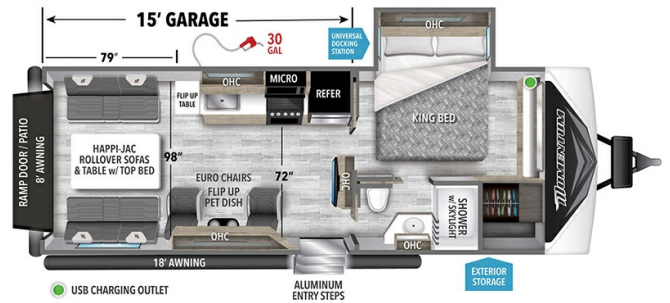 15' GARAGE
30
GAL
UNIVERSAL
DOCKING
STATION
OHC
79"
OHC
MICRO
REFER
FLIP UP
TABLE
KING BED
RAMP DOOR / PATIO
8' AWNING
HAPPI-JAC
ROLLOVER SOFAS
& TABLE w/ TOP BED
98"
EURO CHAIRS
FLIP UP
PET DISH
72"
OHC
MOMENTUM
SHOWER
w/ SKYLIGHT
OHC
OHC
18' AWNING
ALUMINUM
ENTRY STEPS
EXTERIOR
STORAGE
USB CHARGING OUTLET